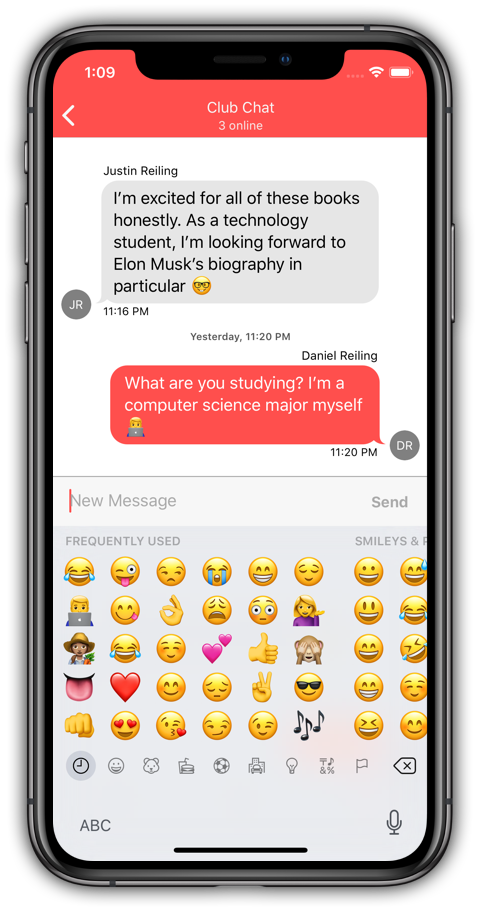 1:09
Club Chat
3 online
Justin Reiling
I’m excited for all of these books
honestly. As a technology
student, I’m looking forward to
Elon Musk’s biography in
particular 🤓
JR
11:16 PM
Yesterday, 11:20 PM
Daniel Reiling
What are you studying? I’m a
computer science major myself
👨‍💻
DR
11:20 PM
New Message
Send
FREQUENTLY USED
SMILEYS &
ABC